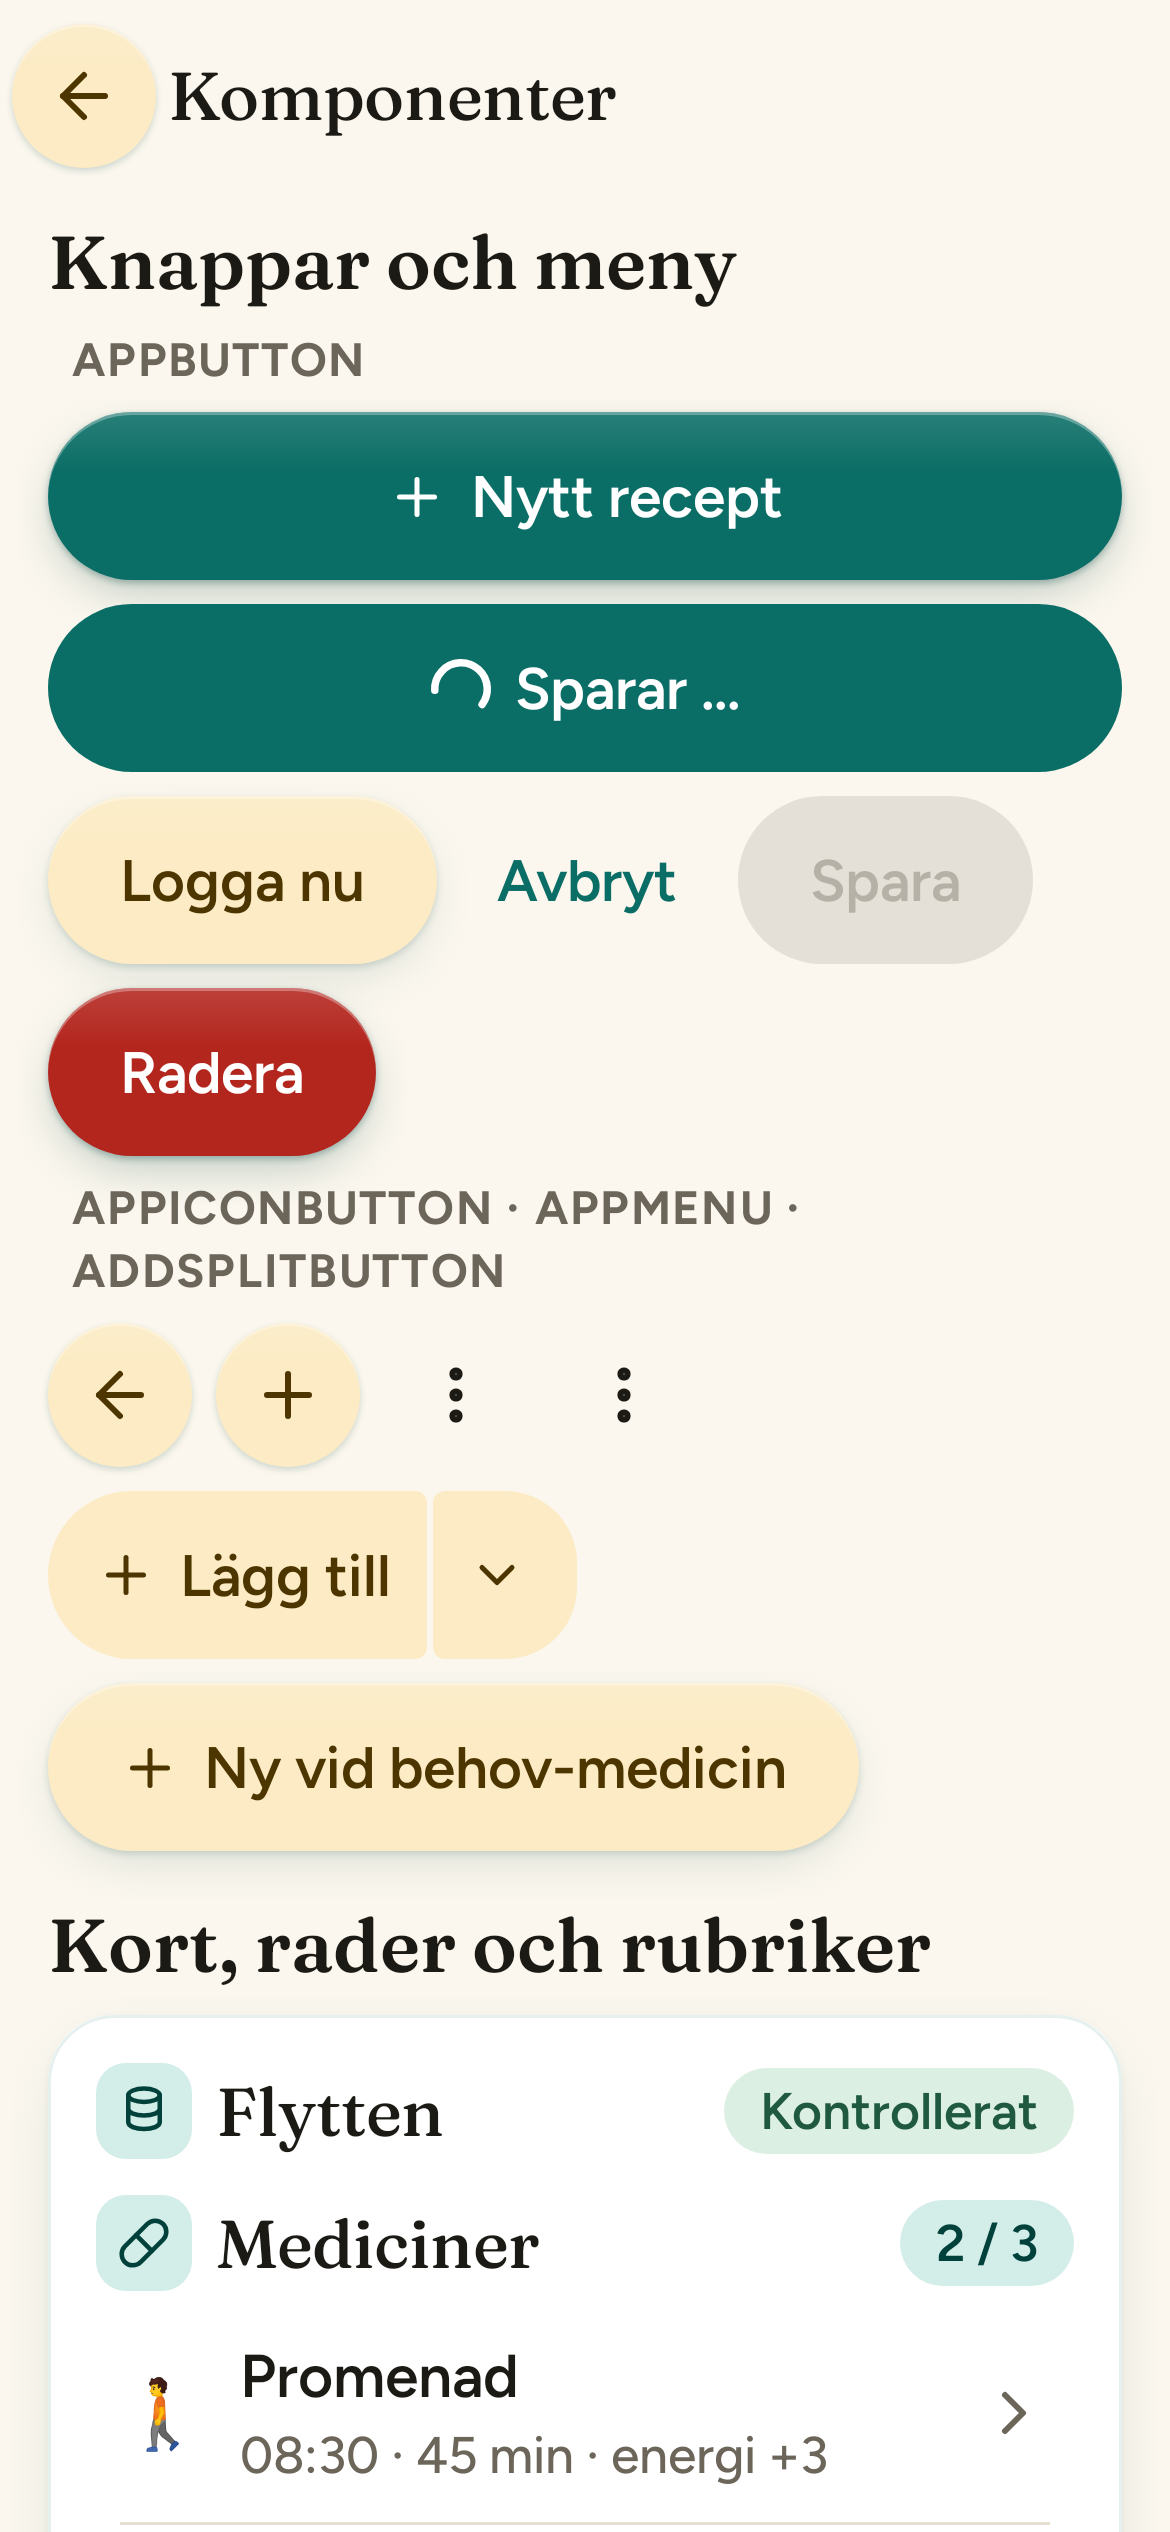 Komponenter
Knappar och meny
APPBUTTON
Nytt recept
Sparar ...
Logga nu
Avbryt
Spara
Radera
APPICONBUTTON · APPMENU ·
ADDSPLITBUTTON
Lägg till
Ny vid behov-medicin
Kort, rader och rubriker
Flytten
Kontrollerat
Mediciner
2 / 3
Promenad
08:30 · 45 min · energi +3